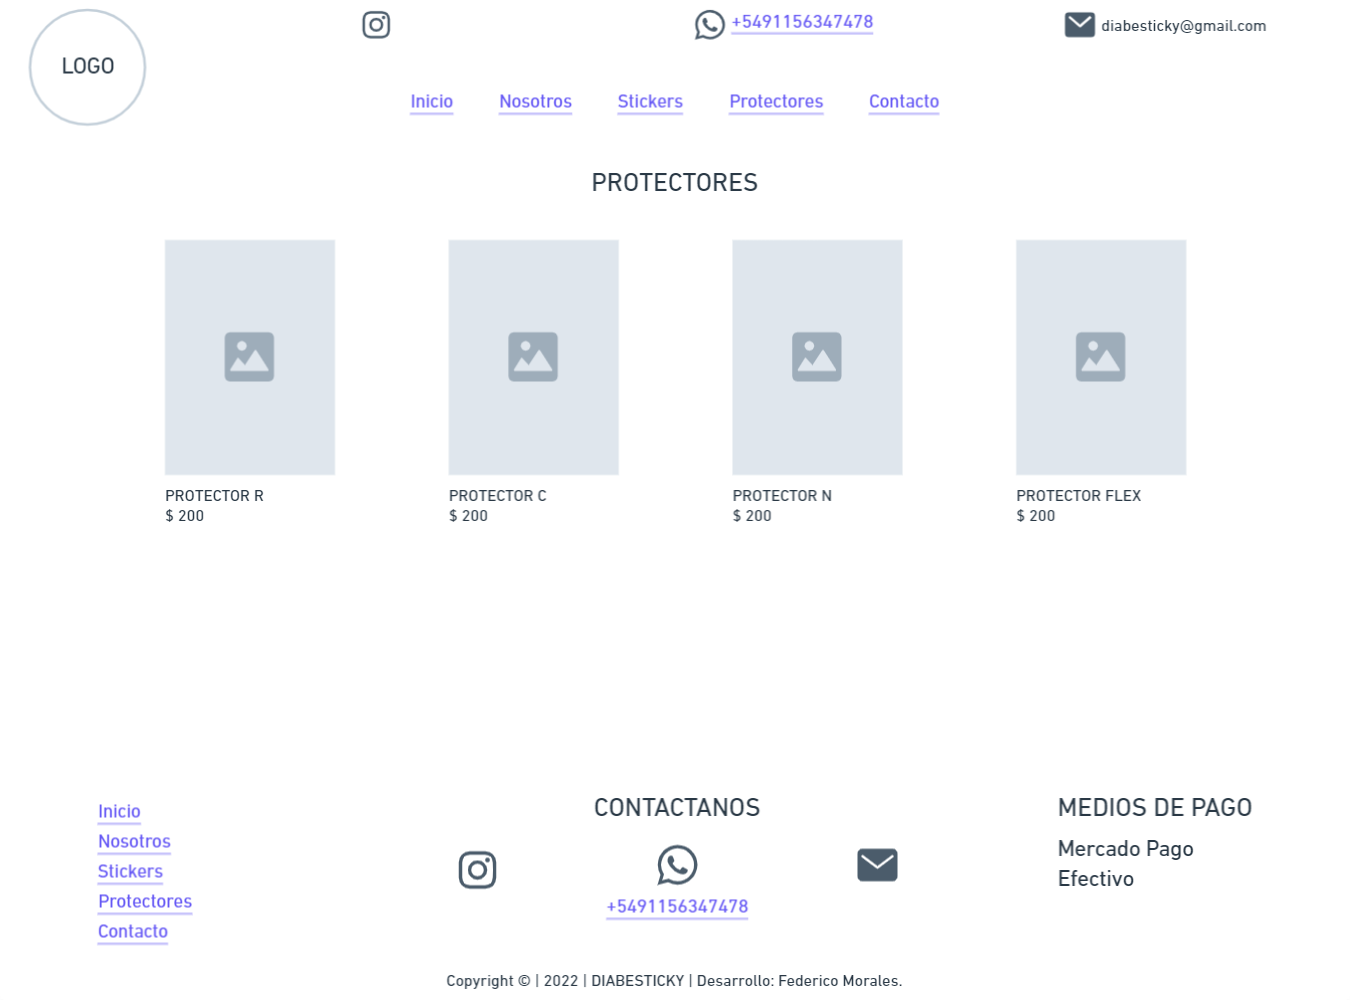 LOGO
+5491156347478
diabesticky@gmail.com
Inicio
Nosotros
Stickers
Protectores
Contacto
PROTECTORES
PROTECTOR R
$ 200
PROTECTOR C
$ 200
PROTECTOR N
$ 200
PROTECTOR FLEX
$ 200
Inicio
Nosotros
Stickers
Protectores
Contacto
CONTACTANOS
+5491156347478
MEDIOS DE PAGO
Mercado Pago
Efectivo
Copyright © | 2022 | DIABESTICKY | Desarrollo: Federico Morales.